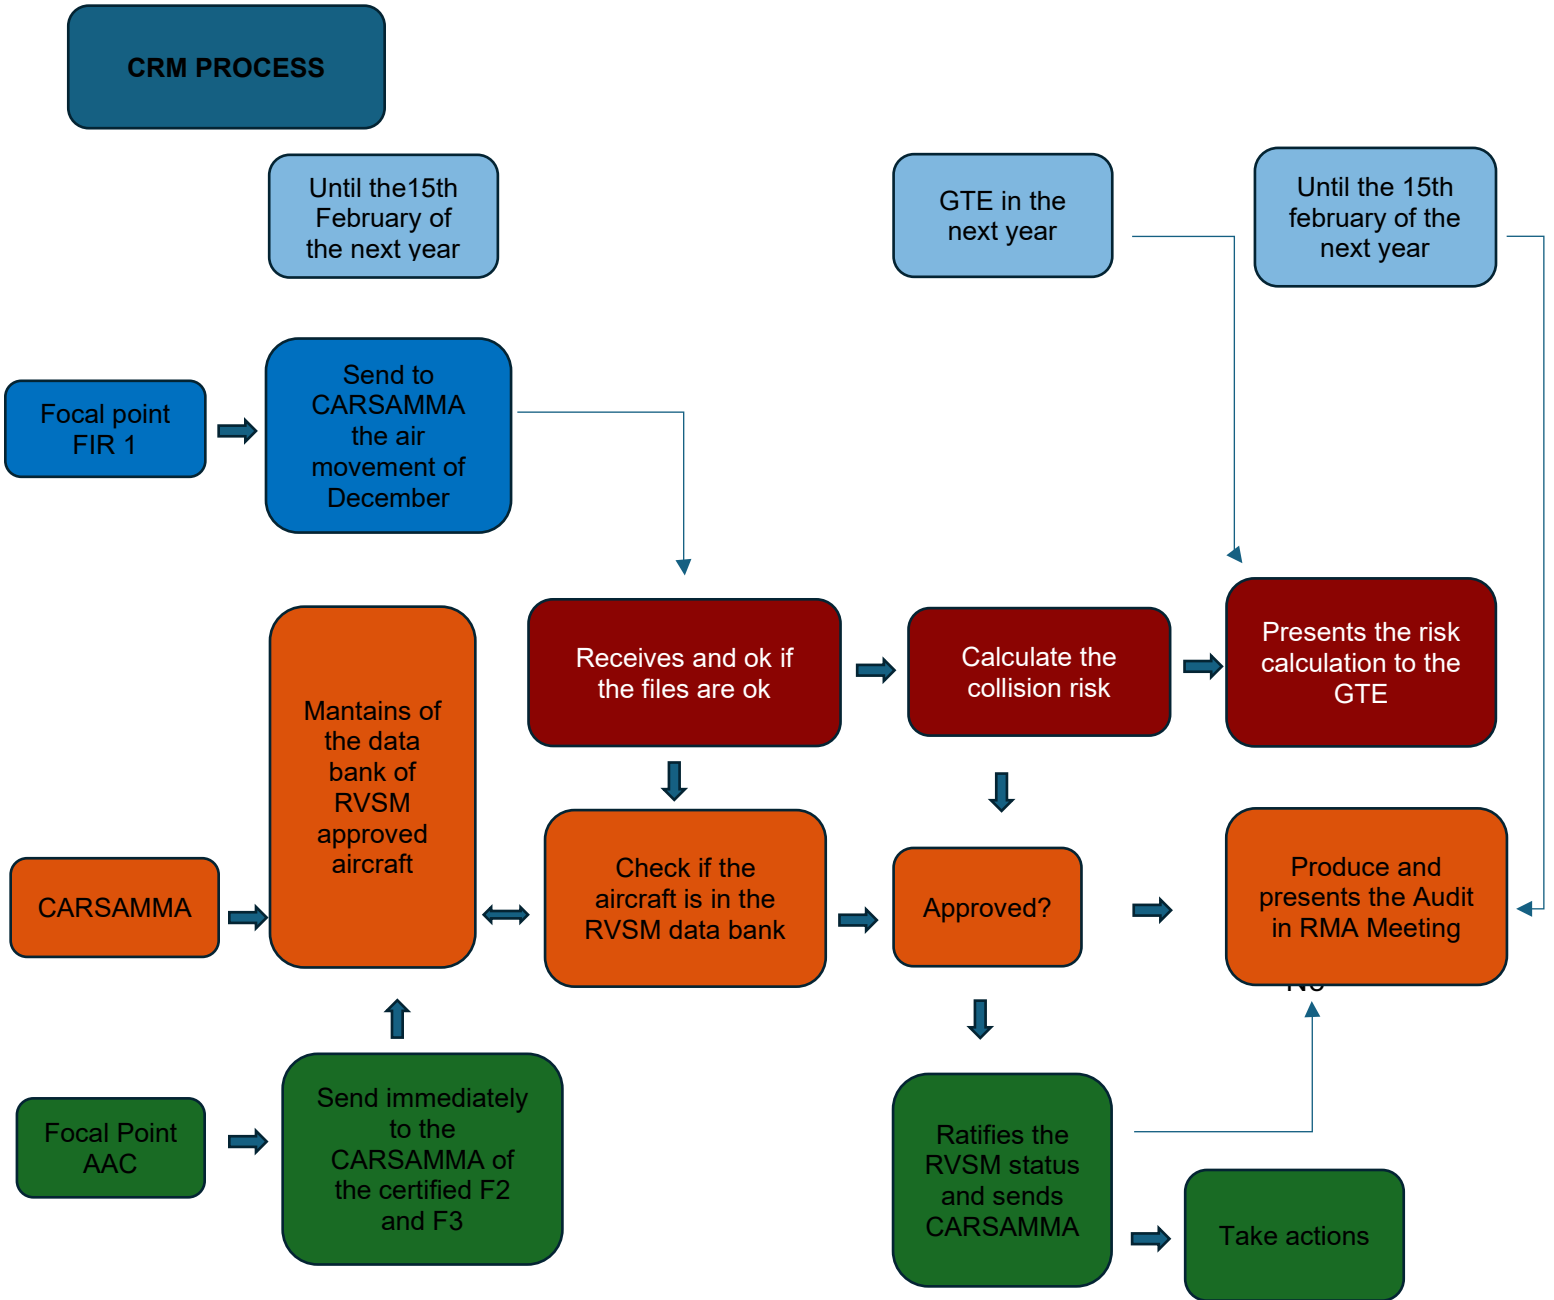 CRM PROCESS
Until the15th
February of
the next year
GTE in the
next year
Until the 15th
february of the
next year
Focal point
FIR 1
Send to
CARSAMMA
the air
movement of
December
Receives and ok if
the files are ok
Calculate the
collision risk
Presents the risk
calculation to the
GTE
Mantains of
the data
bank of
RVSM
approved
aircraft
CARSAMMA
Check if the
aircraft is in the
RVSM data bank
Approved?
Produce and
presents the Audit
in RMA Meeting
No
Focal Point
AAC
Send immediately
to the
CARSAMMA of
the certified F2
and F3
Ratifies the
RVSM status
and sends
CARSAMMA
Take actions